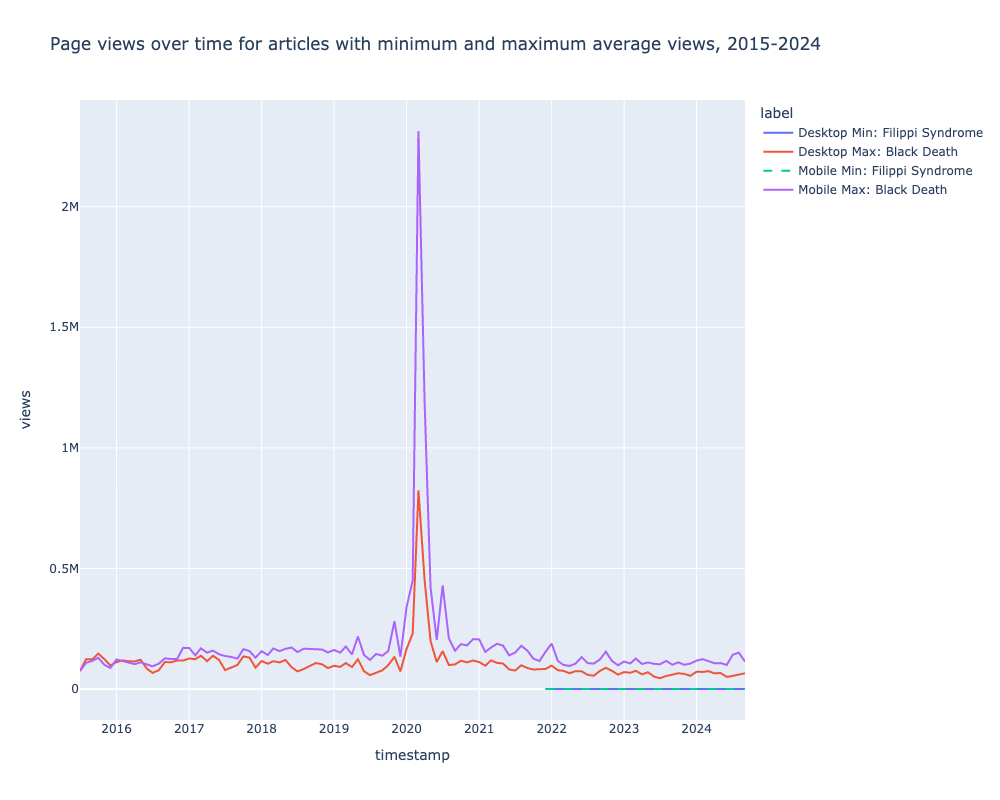 Page views over time for articles with minimum and maximum average views, 2015-2024
label
Desktop Min: Filippi Syndrome
Desktop Max: Black Death
Mobile Min: Filippi Syndrome
Mobile Max: Black Death
views
2M
1.5M
1M
0.5M
0
2016 2017 2018 2019 2020 2021 2022 2023 2024
timestamp